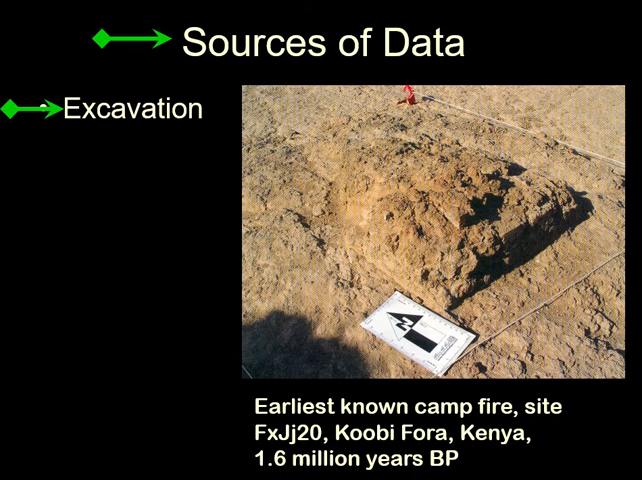 Sources of Data
Excavation
N
Earliest known camp fire, site
FxJj20, Koobi Fora, Kenya,
1.6 million years BP